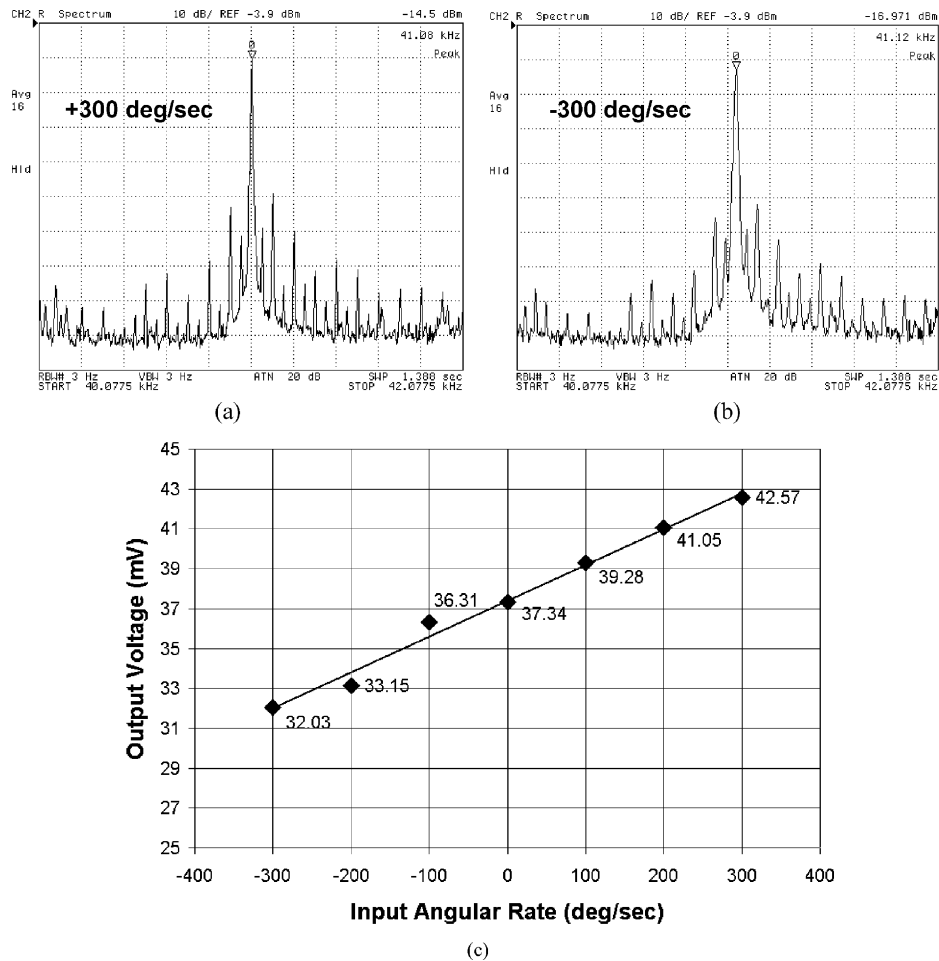 CH2 R Spectrum 10 dB/ REF -3.9 dBm -14.5 dBm
41.08 kHz
0
Peak
Avg
16
+300 deg/sec
Hld
RBW# 3 Hz VBW 3 Hz ATN 20 dB SWP 1.388 sec
START 40.0775 kHz STOP 42.0775 kHz
(a)
CH2 R Spectrum 10 dB/ REF -3.9 dBm -16.971 dBm
41.12 kHz
0
Peak
Avg
16
-300 deg/sec
Hld
RBW# 3 Hz VBW 3 Hz ATN 20 dB SWP 1.388 sec
START 40.0775 kHz STOP 42.0775 kHz
(b)
Output Voltage (mV)
45
43
41
39
37
35
33
31
29
27
25
32.03
33.15
36.31
37.34
39.28
41.05
42.57
-400 -300 -200 -100 0 100 200 300 400
Input Angular Rate (deg/sec)
(c)